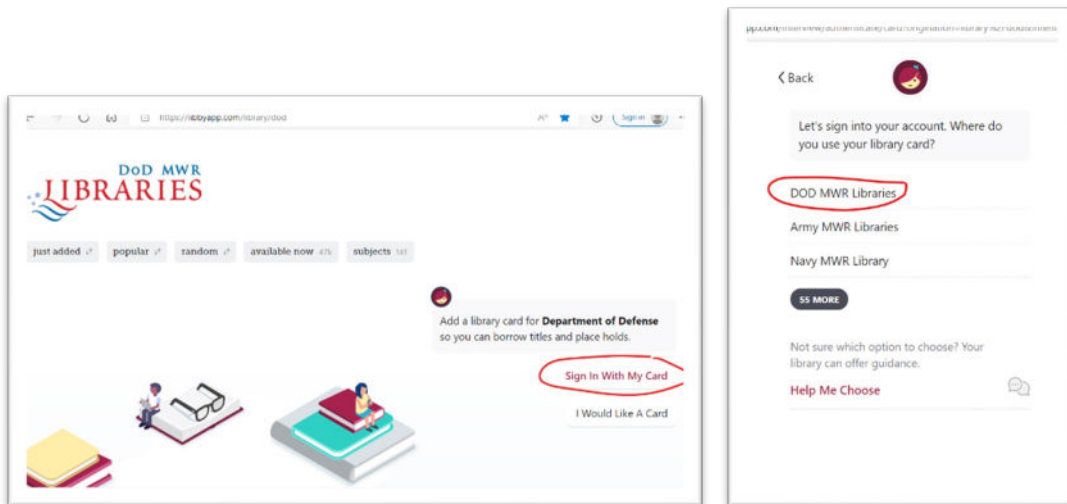 https://libbyapp.com/library/dod
Sign in
DOD MWR
LIBRARIES
just added
popular
random
available now 47k
subjects 141
Add a library card for Department of Defense
so you can borrow titles and place holds.
Sign In With My Card
I Would Like A Card
Back
Let's sign into your account. Where do
you use your library card?
DOD MWR Libraries
Army MWR Libraries
Navy MWR Library
55 MORE
Not sure which option to choose? Your
library can offer guidance.
Help Me Choose